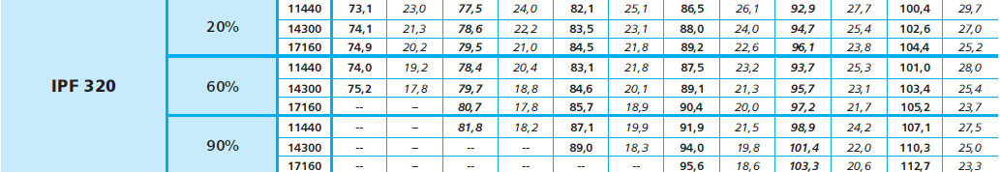 11440 73,1 23,0 77,5 24,0 82,1 25,1 86,5 26,1 92,9 27,7 100,4 29,7
20% 14300 74,1 21,3 78,6 22,2 83,5 23,1 88,0 24,0 94,7 25,4 102,6 27,0
17160 74,9 20,2 79,5 21,0 84,5 21,8 89,2 22,6 96,1 23,8 104,4 25,2
11440 74,0 19,2 78,4 20,4 83,1 21,8 87,5 23,2 93,7 25,3 101,0 28,0
IPF 320 60% 14300 75,2 17,8 79,7 18,8 84,6 20,1 89,1 21,3 95,7 23,1 103,4 25,4
17160 -- – 80,7 17,8 85,7 18,9 90,4 20,0 97,2 21,7 105,2 23,7
11440 -- – 81,8 18,2 87,1 19,9 91,9 21,5 98,9 24,2 107,1 27,5
90% 14300 -- – -- -- 89,0 18,3 94,0 19,8 101,4 22,0 110,3 25,0
17160 -- – -- -- -- -- 95,6 18,6 103,3 20,6 112,7 23,3